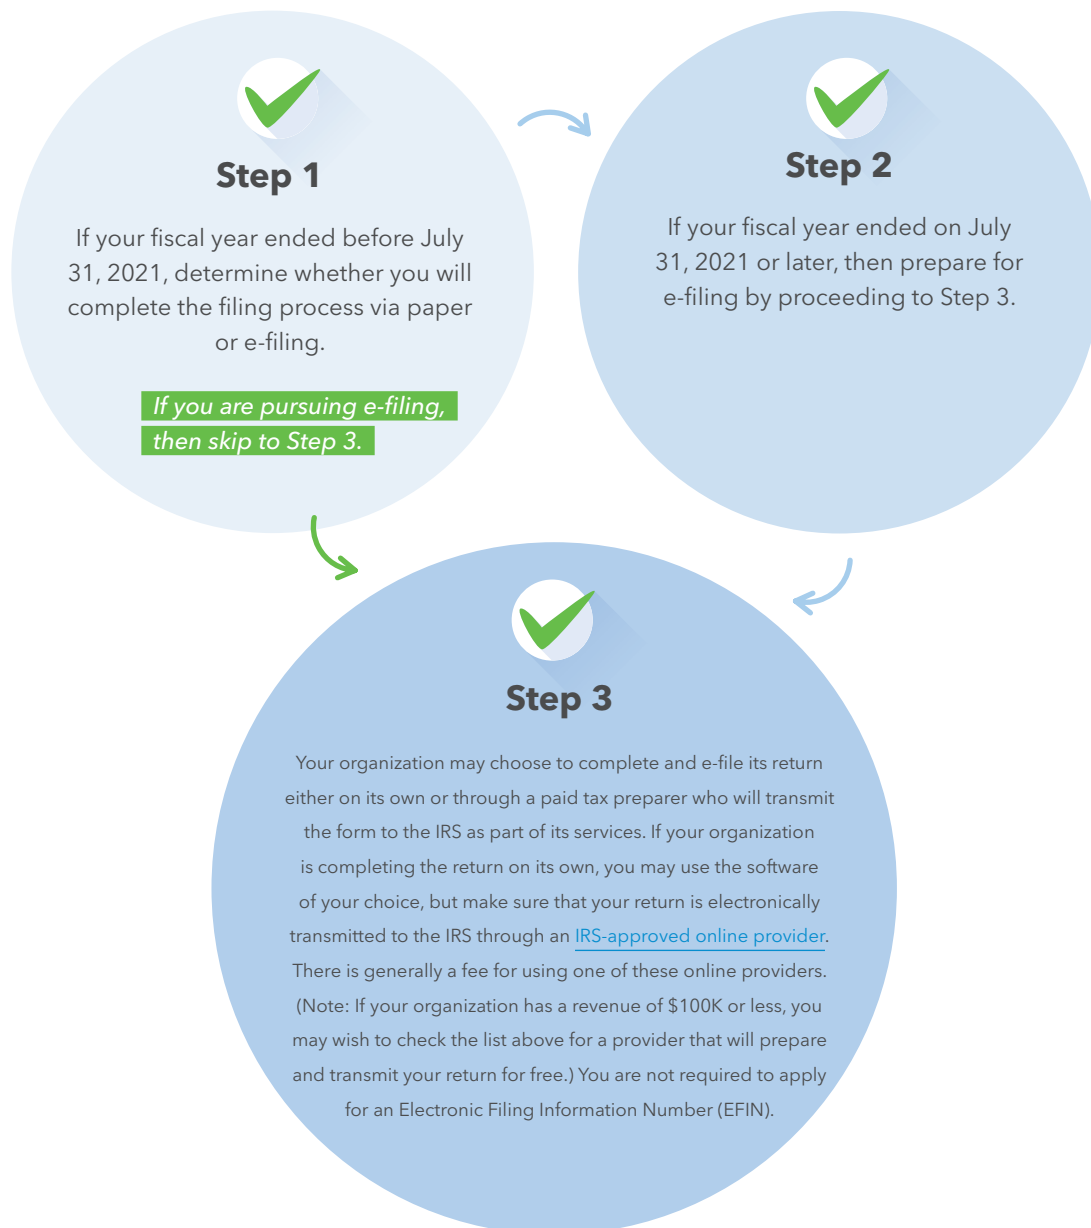 Step 1
If your fiscal year ended before July
31, 2021, determine whether you will
complete the filing process via paper
or e-filing.
If you are pursuing e-filing,
then skip to Step 3.
Step 2
If your fiscal year ended on July
31, 2021 or later, then prepare for
e-filing by proceeding to Step 3.
Step 3
Your organization may choose to complete and e-file its return
either on its own or through a paid tax preparer who will transmit
the form to the IRS as part of its services. If your organization
is completing the return on its own, you may use the software
of your choice, but make sure that your return is electronically
transmitted to the IRS through an IRS-approved online provider.
There is generally a fee for using one of these online providers.
(Note: If your organization has a revenue of $100K or less, you
may wish to check the list above for a provider that will prepare
and transmit your return for free.) You are not required to apply
for an Electronic Filing Information Number (EFIN).